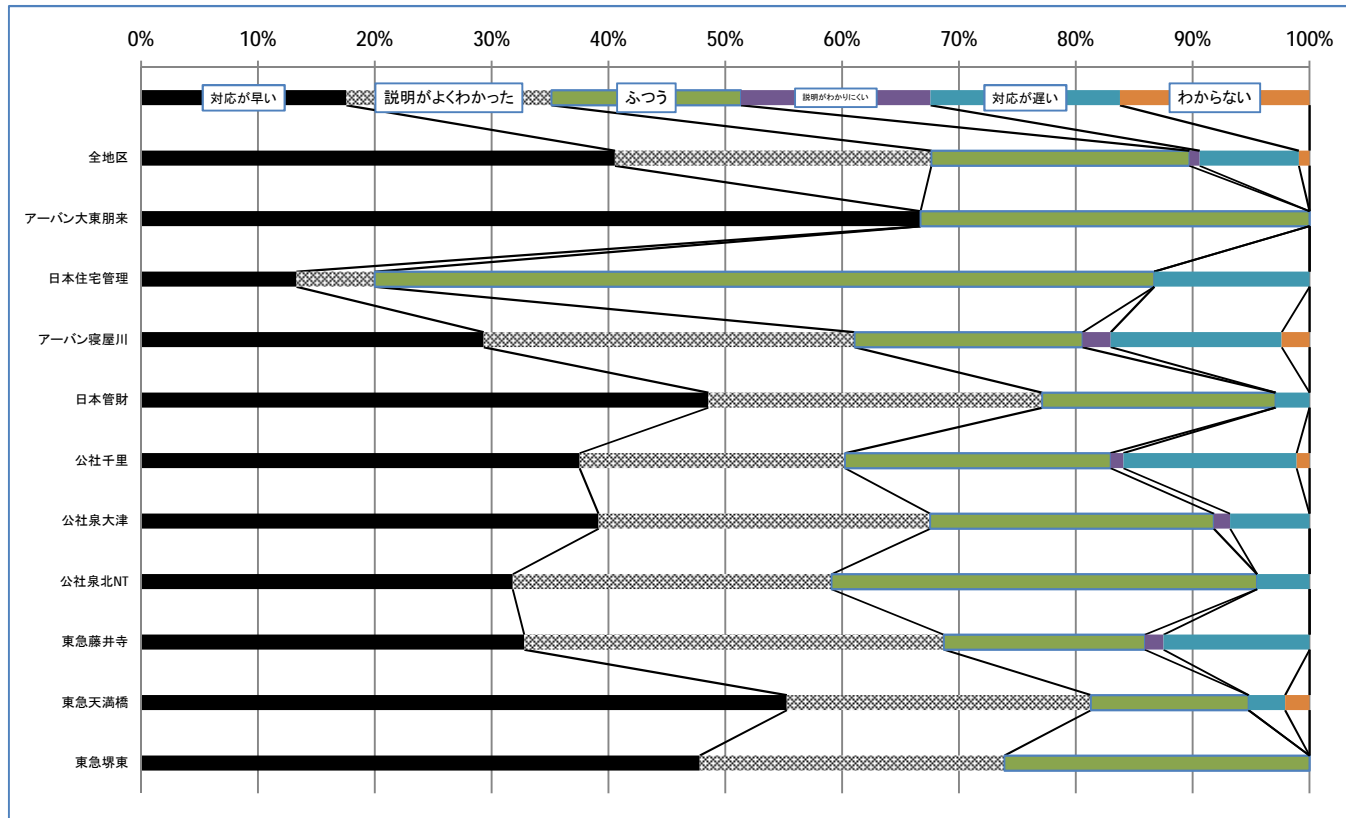 0% 10% 20% 30% 40% 50% 60% 70% 80% 90% 100%
対応が早い 説明がよくわかった ふつう 説明がわかりにくい 対応が遅い わからない
全地区
アーバン大東朋来
日本住宅管理
アーバン寝屋川
日本管財
公社千里
公社泉大津
公社泉北NT
東急藤井寺
東急天満橋
東急堺東